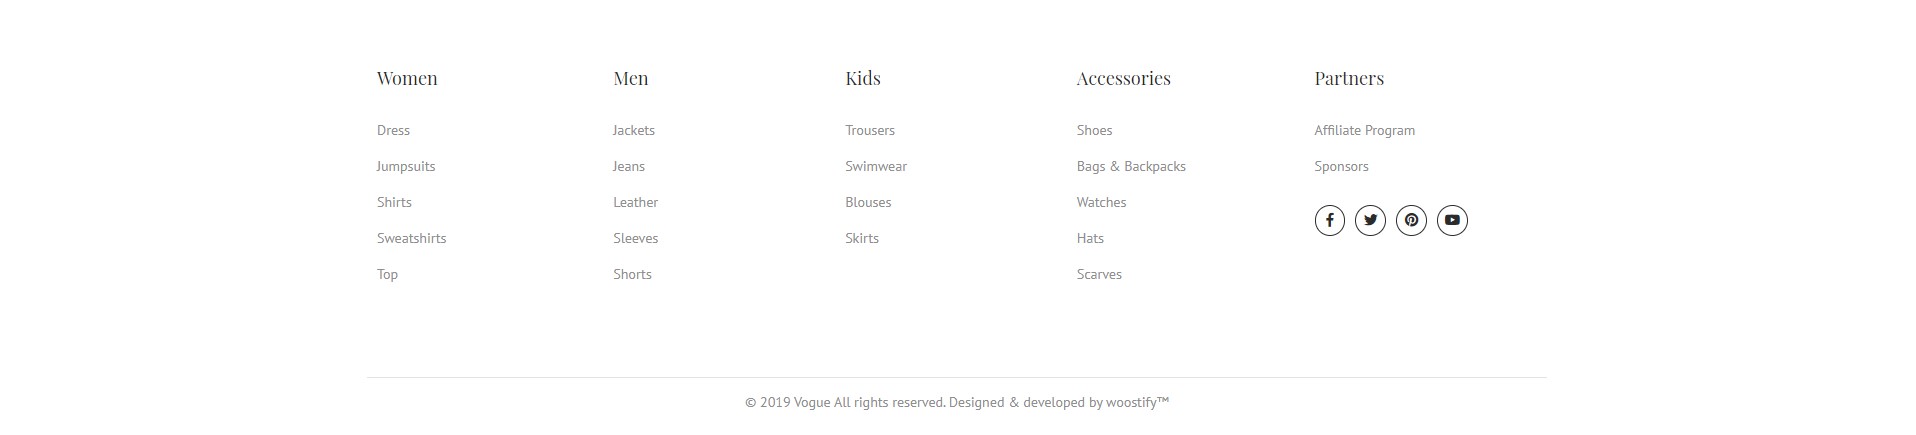 Women
Dress
Jumpsuits
Shirts
Sweatshirts
Top
Men
Jackets
Jeans
Leather
Sleeves
Shorts
Kids
Trousers
Swimwear
Blouses
Skirts
Accessories
Shoes
Bags & Backpacks
Watches
Hats
Scarves
Partners
Affiliate Program
Sponsors
© 2019 Vogue All rights reserved. Designed & developed by woostify™